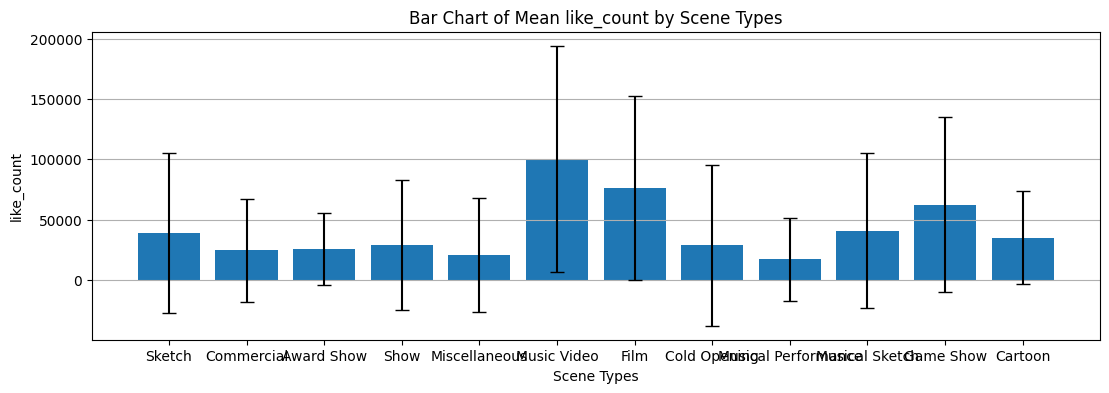 Bar Chart of Mean like_count by Scene Types
200000
150000
100000
50000
0
like_count
Sketch Commercial Award Show Show Miscellaneous Music Video Film Cold Opening Musical Performance Musical Sketch Game Show Cartoon
Scene Types